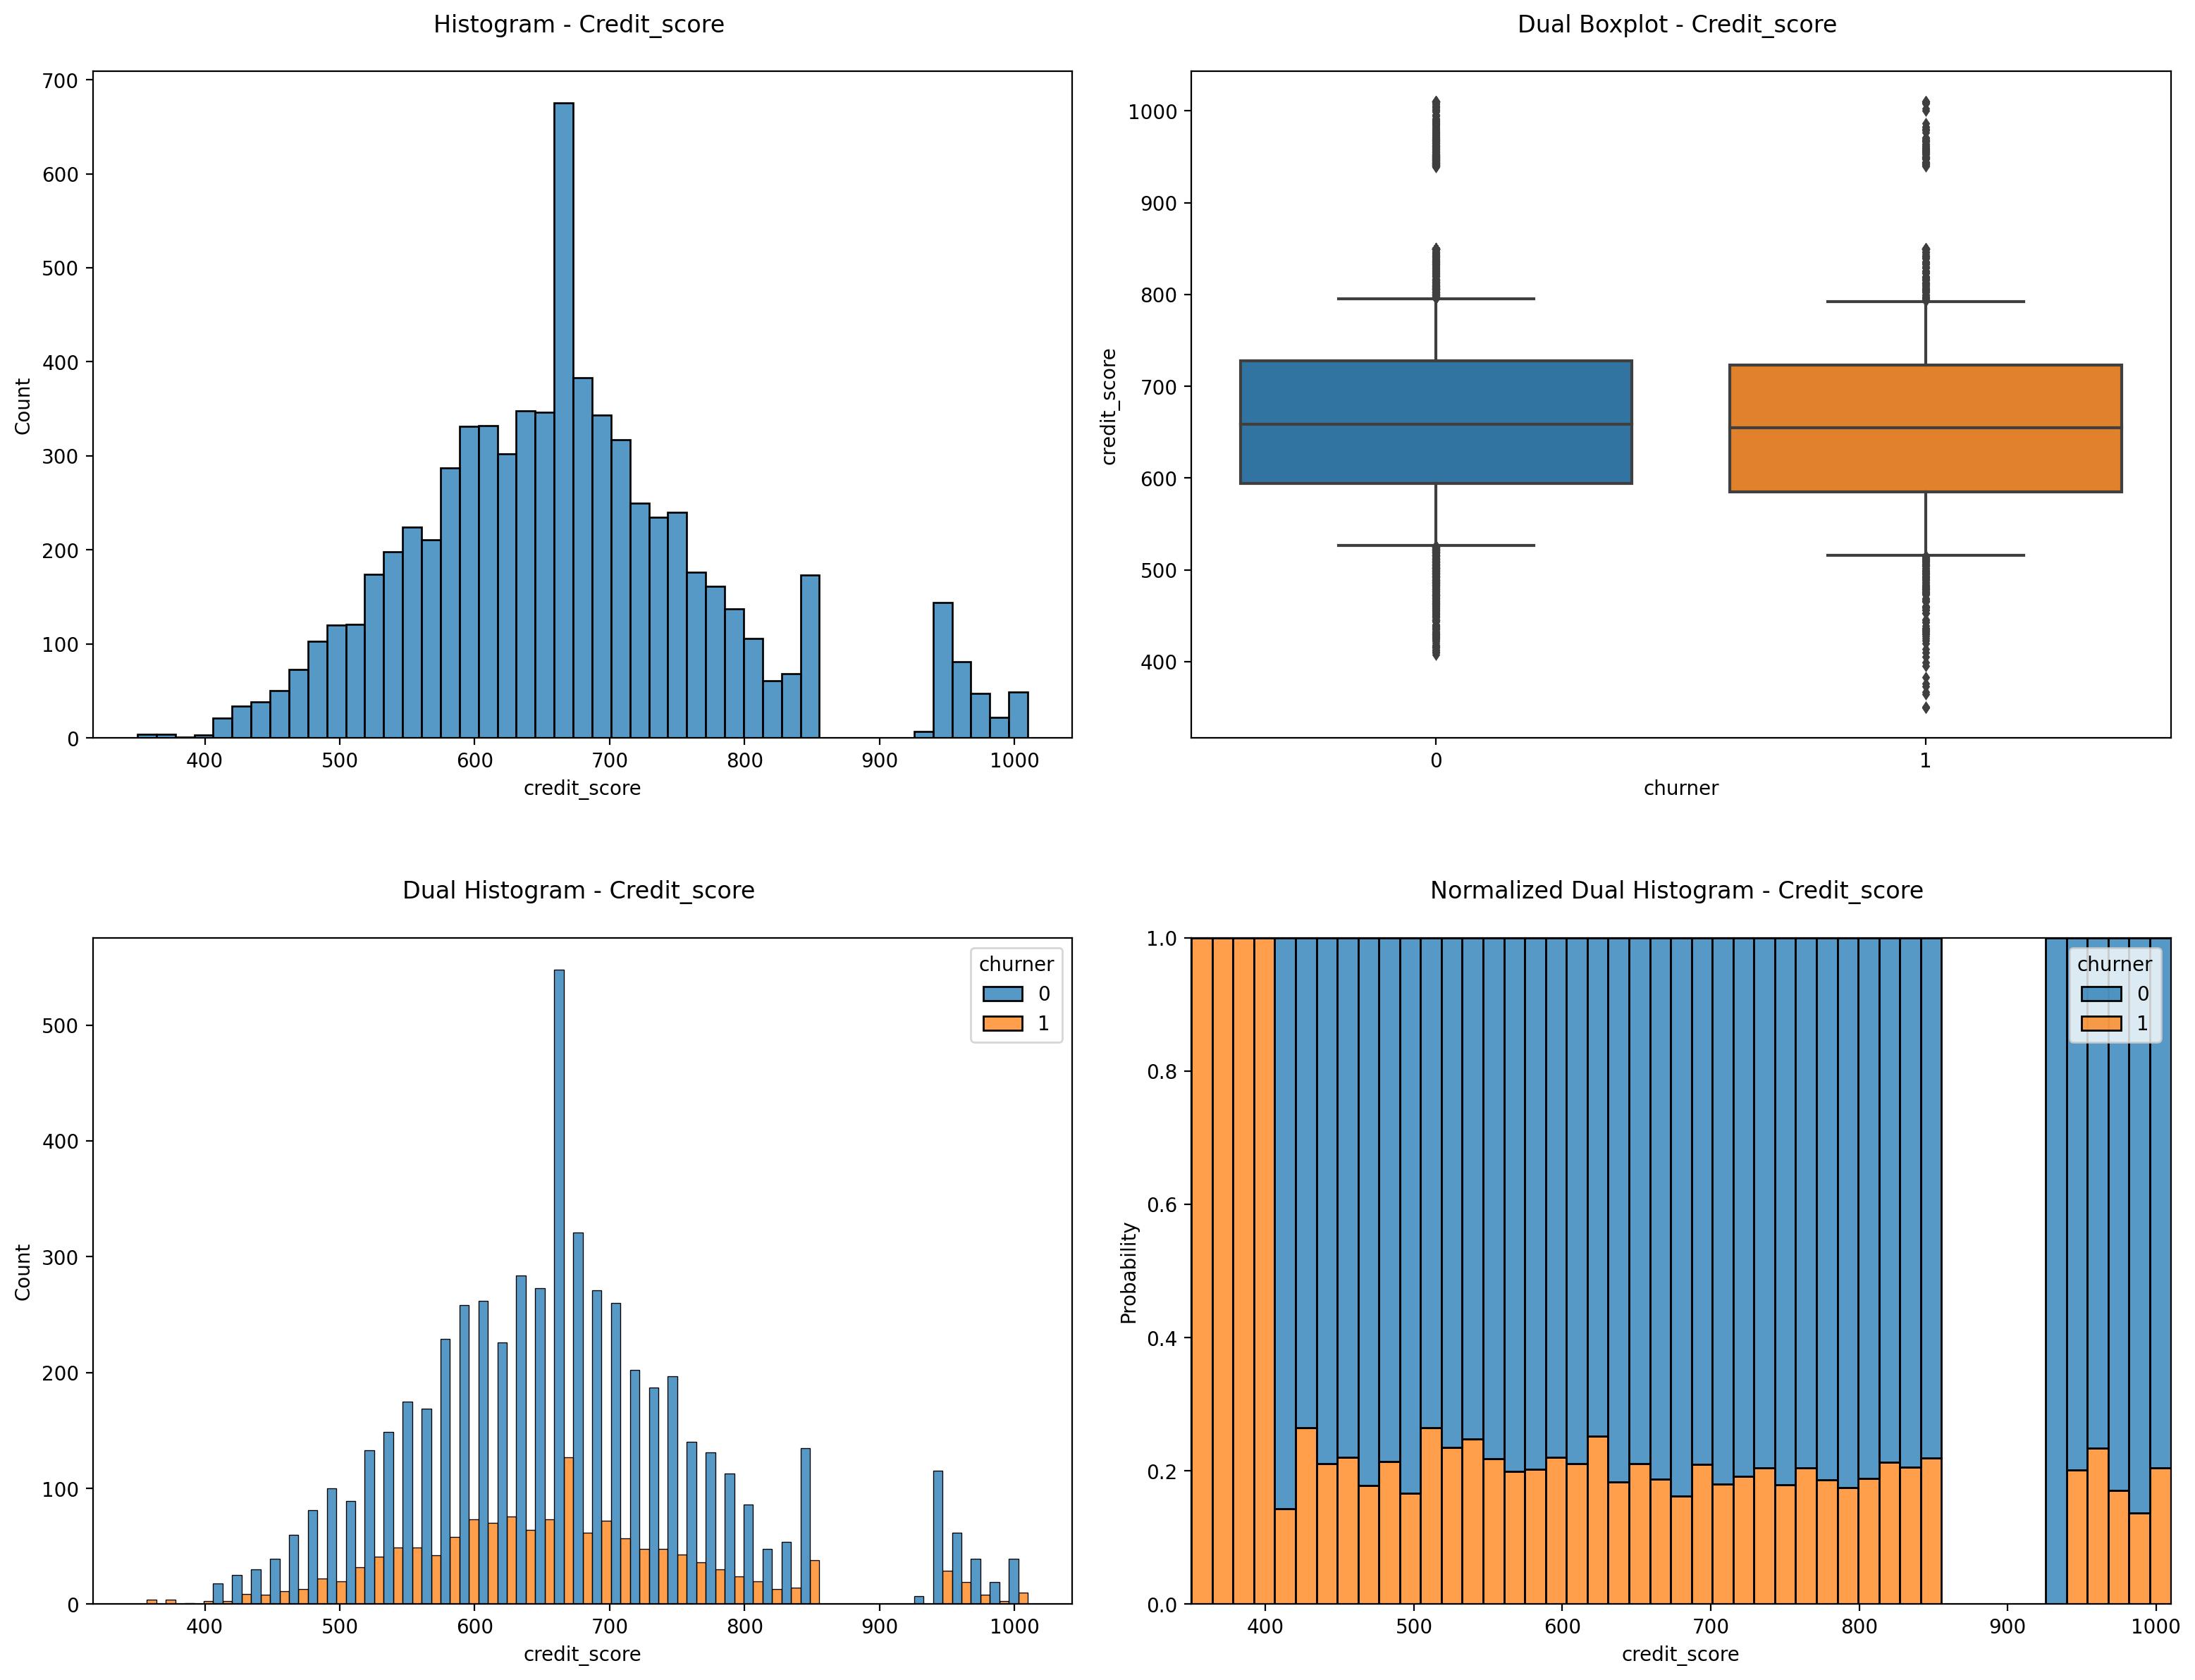 Histogram - Credit_score
700
600
500
400
300
200
100
0
Count
400 500 600 700 800 900 1000
credit_score
Dual Boxplot - Credit_score
1000
900
800
700
600
500
400
credit_score
0 1
churner
Dual Histogram - Credit_score
500
400
300
200
100
0
Count
churner
0
1
400 500 600 700 800 900 1000
credit_score
Normalized Dual Histogram - Credit_score
1.0
0.8
0.6
0.4
0.2
0.0
Probability
churner
0
1
400 500 600 700 800 900 1000
credit_score